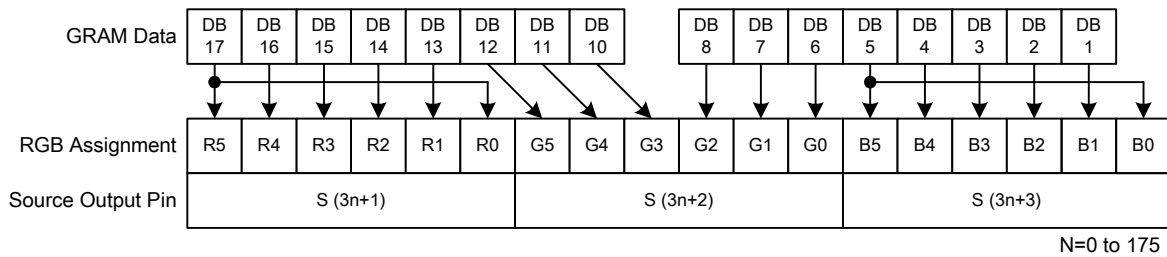 GRAM Data DB 17 DB 16 DB 15 DB 14 DB 13 DB 12 DB 11 DB 10 DB 8 DB 7 DB 6 DB 5 DB 4 DB 3 DB 2 DB 1
RGB Assignment R5 R4 R3 R2 R1 R0 G5 G4 G3 G2 G1 G0 B5 B4 B3 B2 B1 B0
Source Output Pin S (3n+1) S (3n+2) S (3n+3)
N=0 to 175